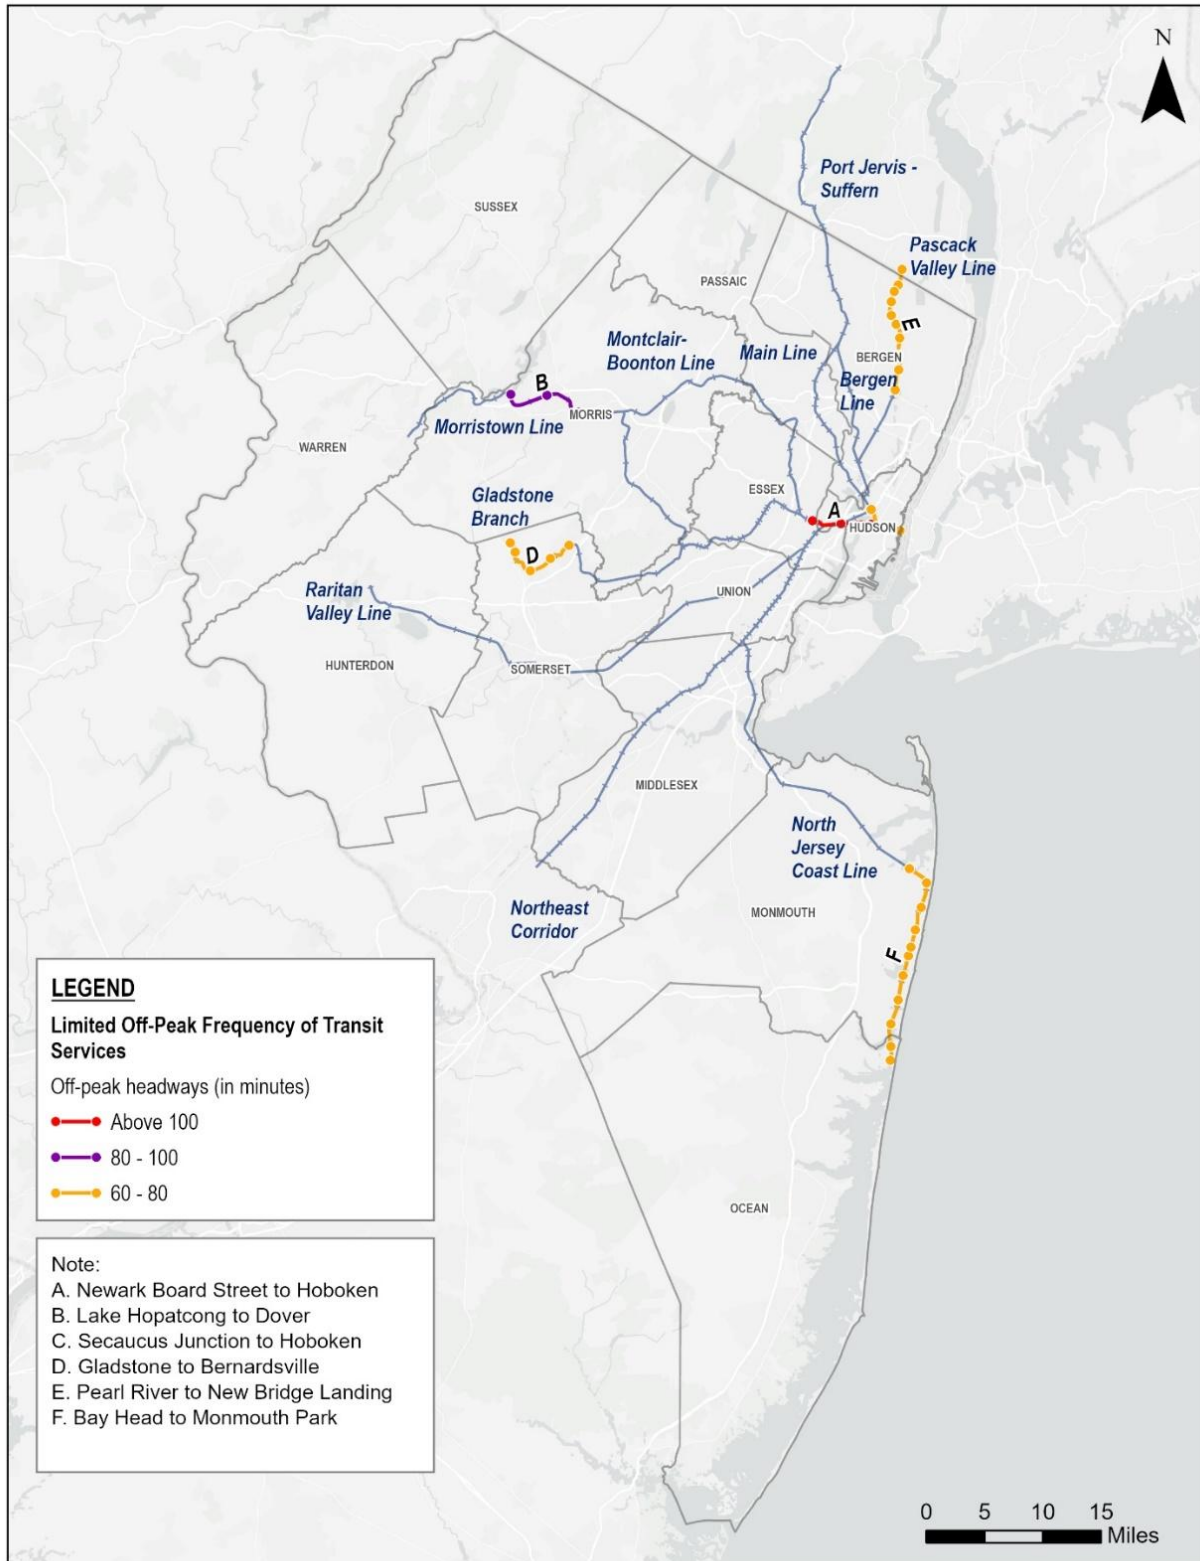 N
Port Jervis -
Suffern
SUSSEX
Pascack
Valley Line
PASSAIC
E
Montclair-
Boonton Line
Main Line
BERGEN
Bergen
Line
B
MORRIS
Morristown Line
WARREN
Gladstone
Branch
ESSEX
A
HUDSON
D
Raritan
Valley Line
UNION
HUNTERDON
SOMERSET
MIDDLESEX
North
Jersey
Coast Line
Northeast
Corridor
MONMOUTH
F
OCEAN
LEGEND
Limited Off-Peak Frequency of Transit
Services
Off-peak headways (in minutes)
Above 100
80 - 100
60 - 80
Note:
A. Newark Board Street to Hoboken
B. Lake Hopatcong to Dover
C. Secaucus Junction to Hoboken
D. Gladstone to Bernardsville
E. Pearl River to New Bridge Landing
F. Bay Head to Monmouth Park
0 5 10 15
Miles